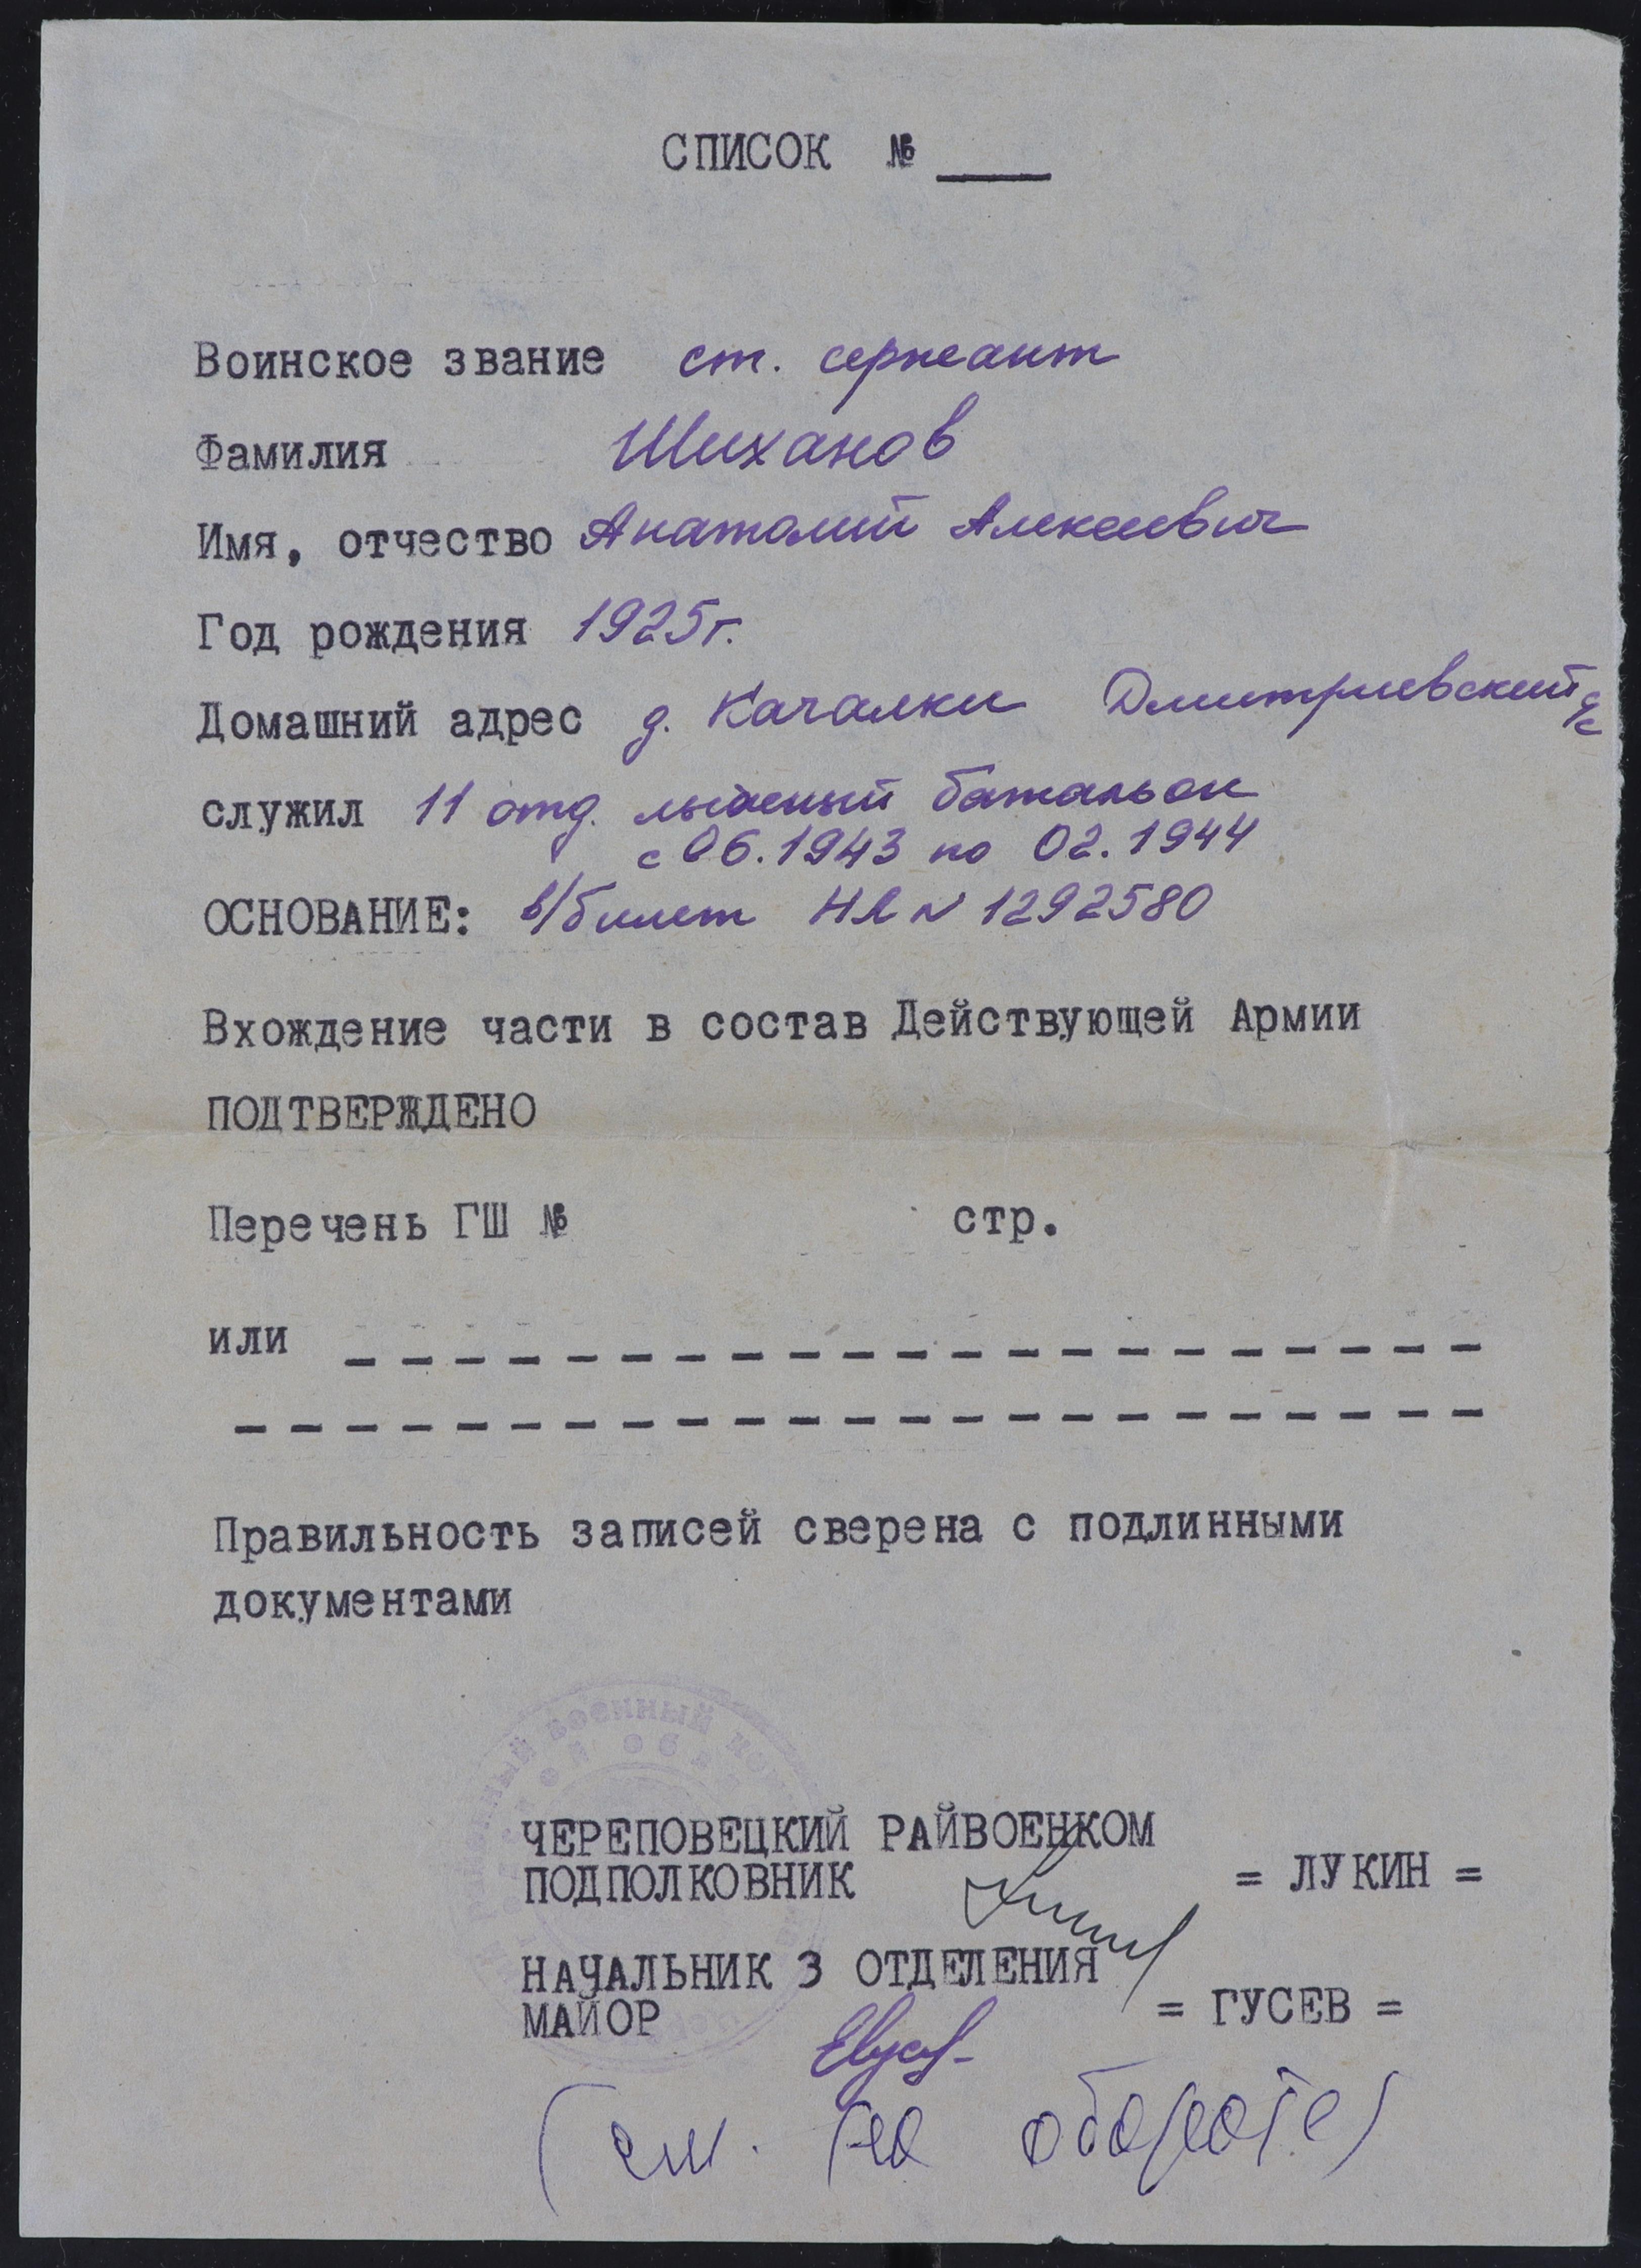 СПИСОК № ____
Воинское звание ст. сержант
Фамилия Шиханов
Имя, отчество Анатолий Алексеевич
Год рождения 1925г.
Домашний адрес д. Качалки Дмитриевский с/с
служил 11 отд. лыжный батальон
с 06.1943 по 02.1944
ОСНОВАНИЕ: в/билет НЯ N 1292580
Вхождение части в состав Действующей Армии
ПОДТВЕРЖДЕНО
Перечень ГШ № стр.
или
Правильность записей сверена с подлинными
документами
военный
ЧЕРЕПОВЕЦКИЙ РАЙВОЕНКОМ
ПОДПОЛКОВНИК = ЛУКИН =
НАЧАЛЬНИК 3 ОТДЕЛЕНИЯ
МАЙОР = ГУСЕВ =
(см. на обороте)